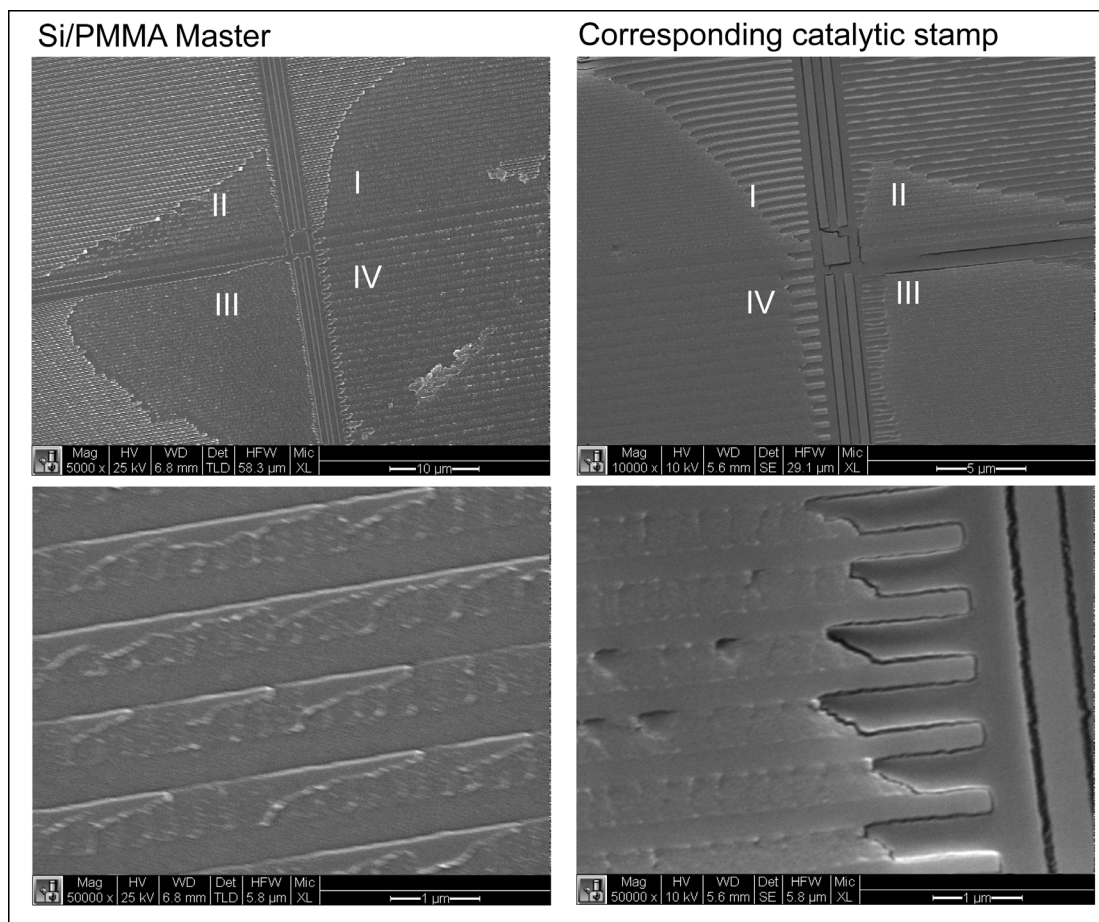 Si/PMMA Master
Corresponding catalytic stamp
I
II
III
IV
Mag HV WD Det HFW Mic
5000 x 25 kV 6.8 mm TLD 58.3 µm XL
10 µm
I
II
III
IV
Mag HV WD Det HFW Mic
10000 x 10 kV 5.6 mm SE 29.1 µm XL
5 µm
Mag HV WD Det HFW Mic
50000 x 25 kV 6.8 mm TLD 5.8 µm XL
1 µm
Mag HV WD Det HFW Mic
50000 x 10 kV 5.6 mm SE 5.8 µm XL
1 µm